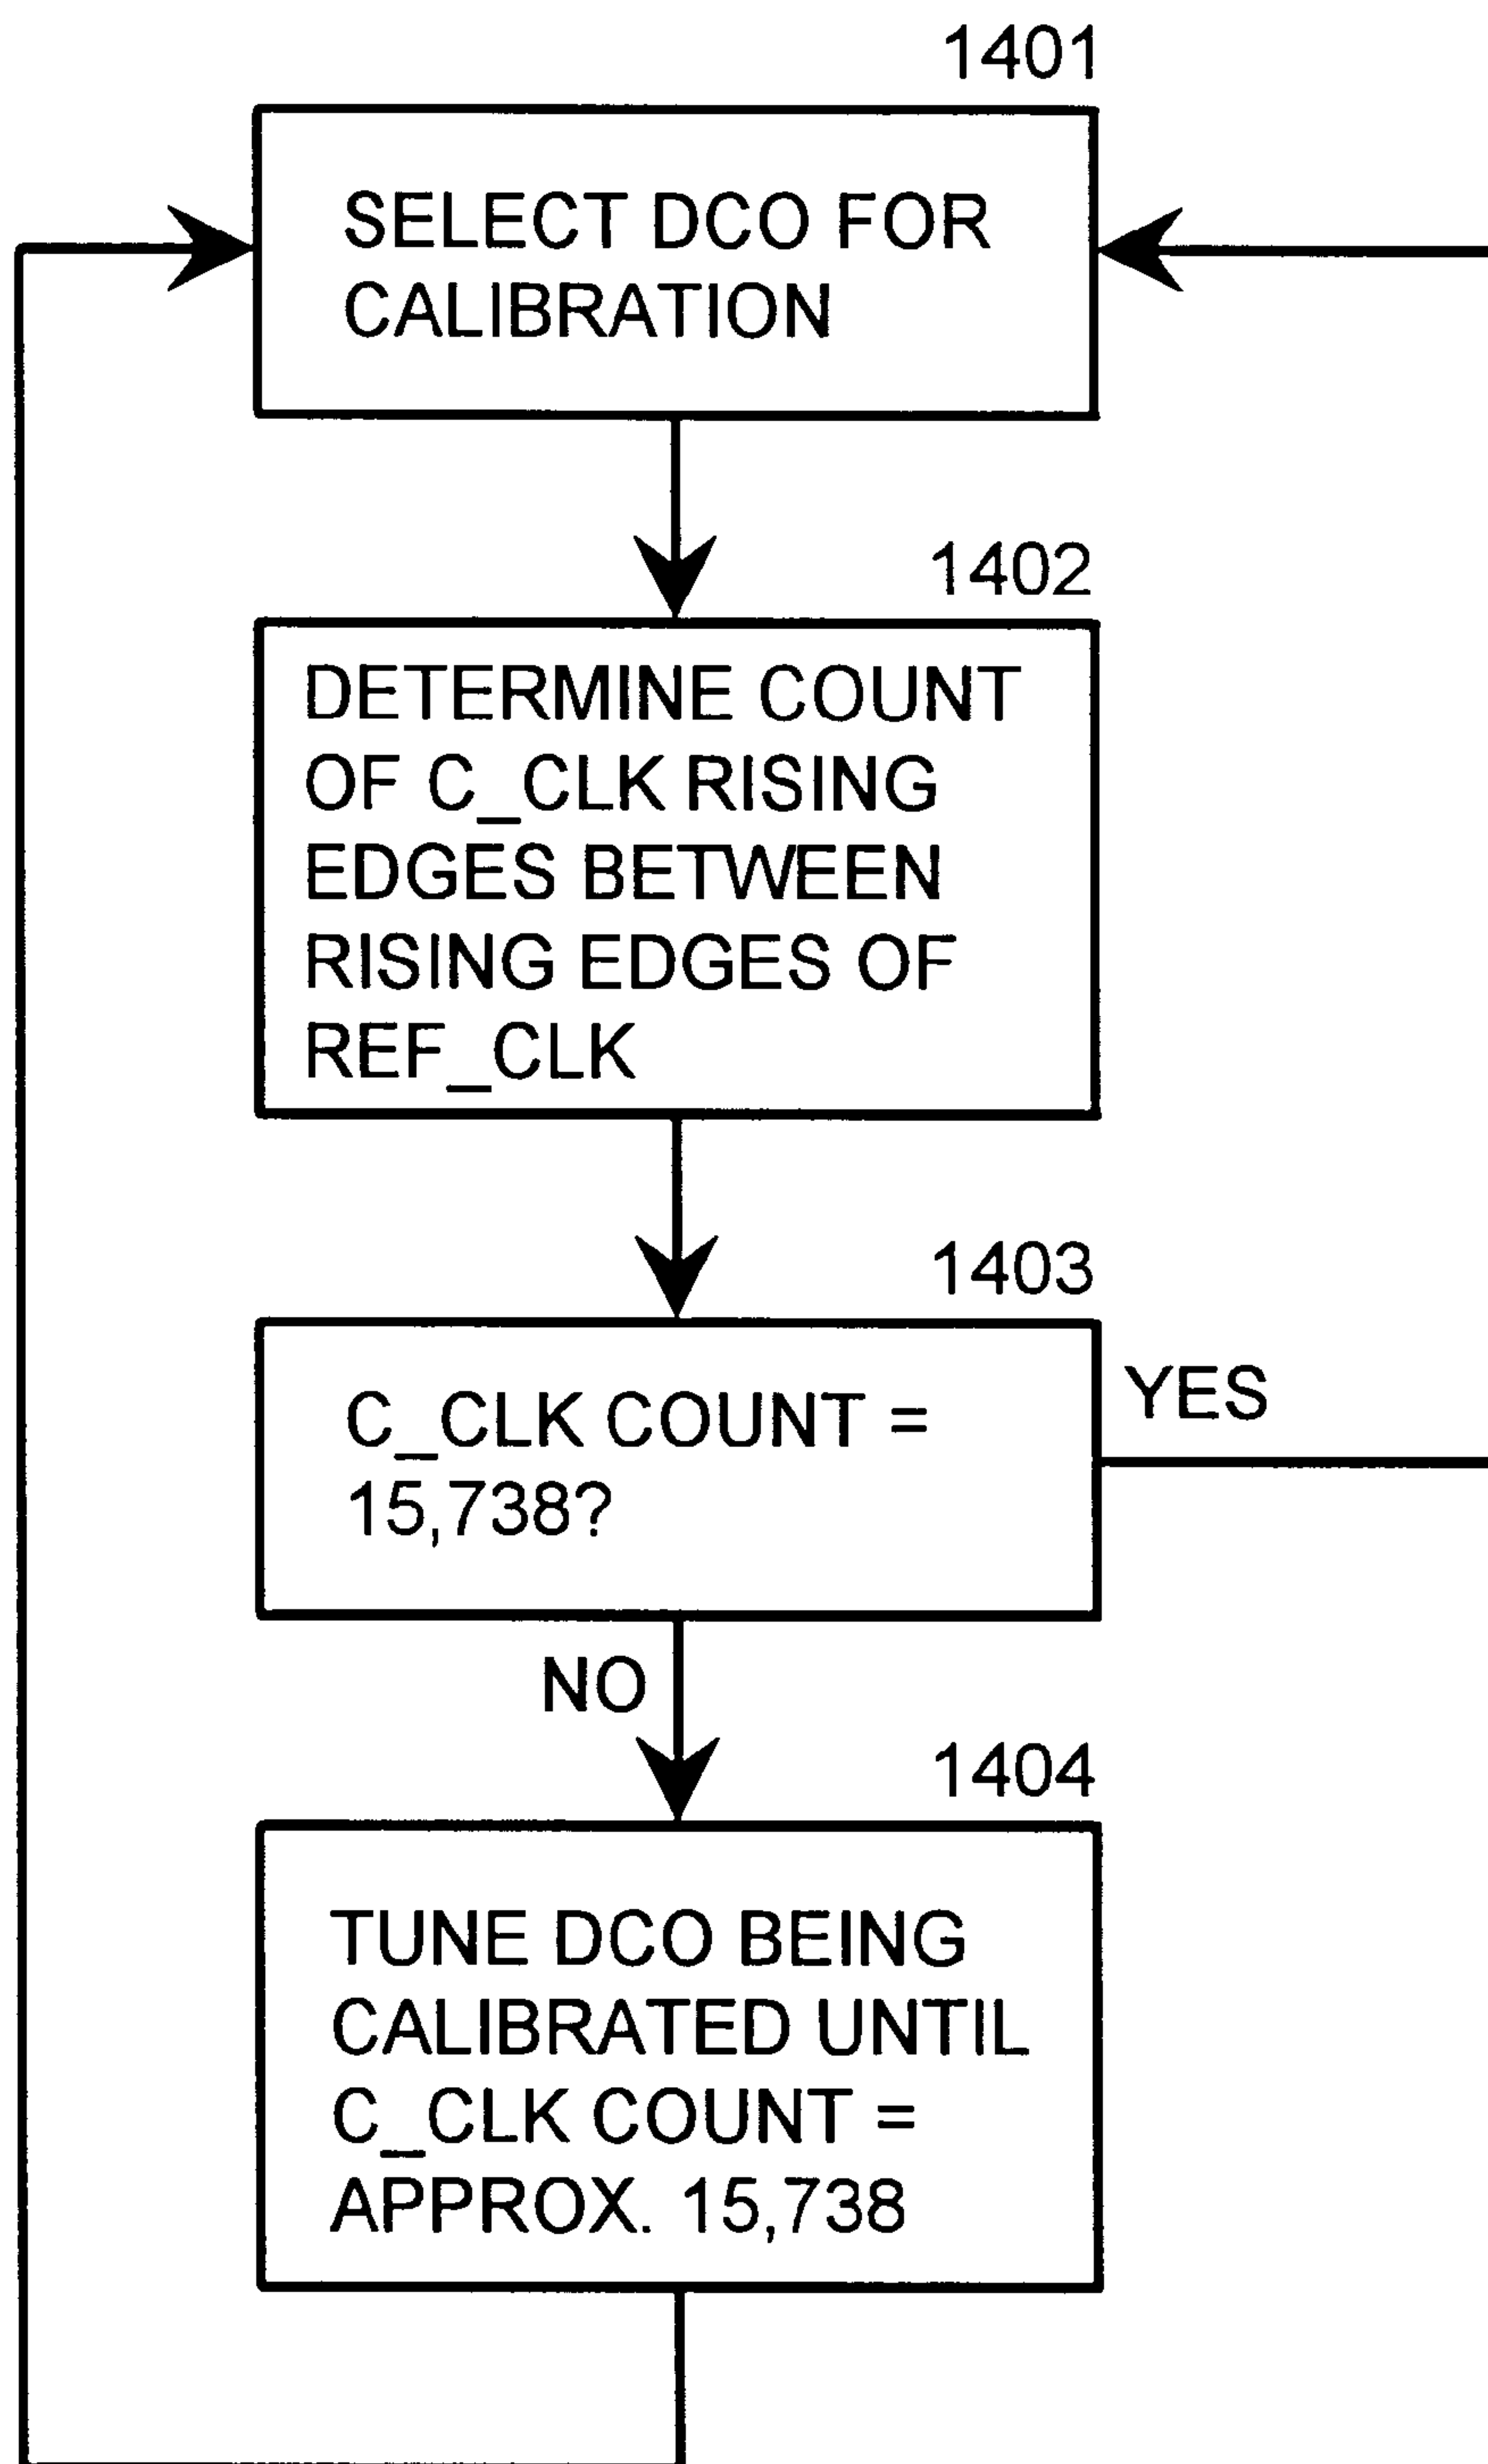 1401
SELECT DCO FOR
CALIBRATION
1402
DETERMINE COUNT
OF C_CLK RISING
EDGES BETWEEN
RISING EDGES OF
REF_CLK
1403
C_CLK COUNT =
15,738?
YES
NO
1404
TUNE DCO BEING
CALIBRATED UNTIL
C_CLK COUNT =
APPROX. 15,738